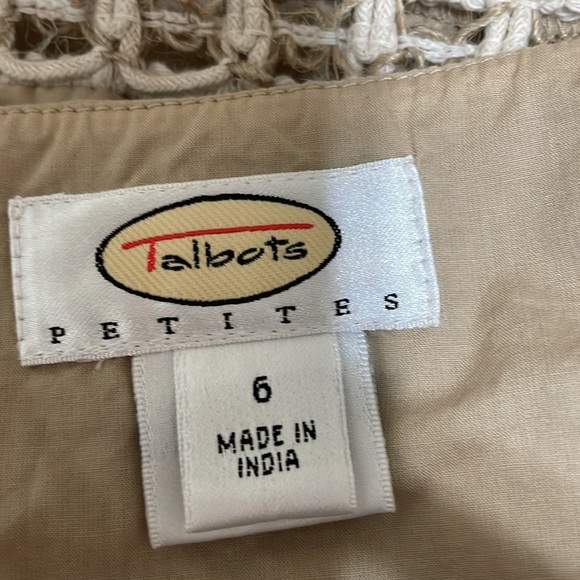 Talbots
PETITES
6
MADE IN
INDIA